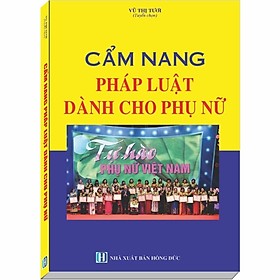 VŨ THỊ TƯƠI
(Tuyển chọn)
CẨM NANG
PHÁP LUẬT
DÀNH CHO PHỤ NỮ
Tự hào
PHỤ NỮ VIỆT NAM
NHÀ XUẤT BẢN HỒNG ĐỨC
CẨM NANG PHÁP LUẬT DÀNH CHO PHỤ NỮ